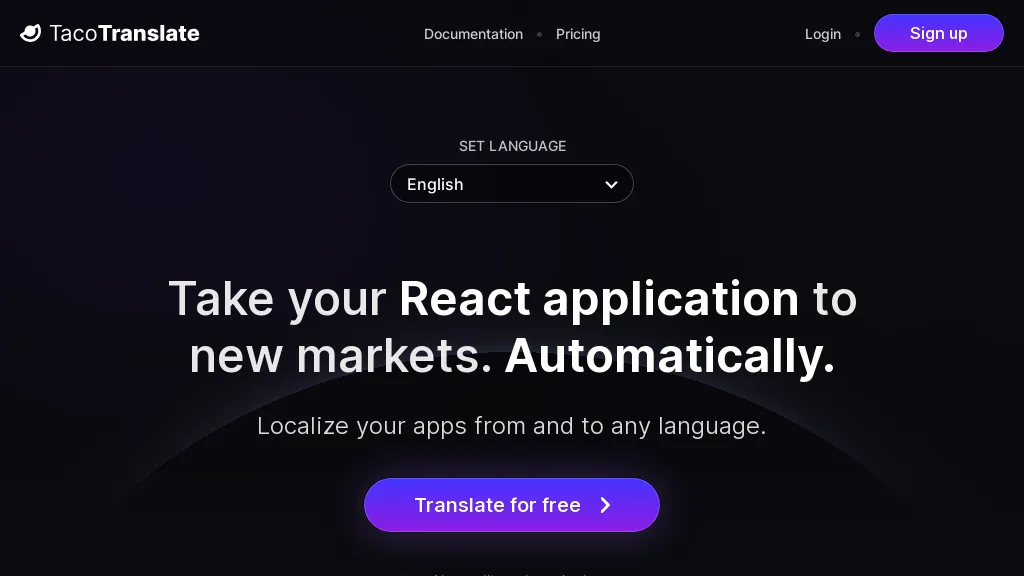 TacoTranslate
Documentation
Pricing
Login
Sign up
SET LANGUAGE
English
Take your React application to
new markets. Automatically.
Localize your apps from and to any language.
Translate for free